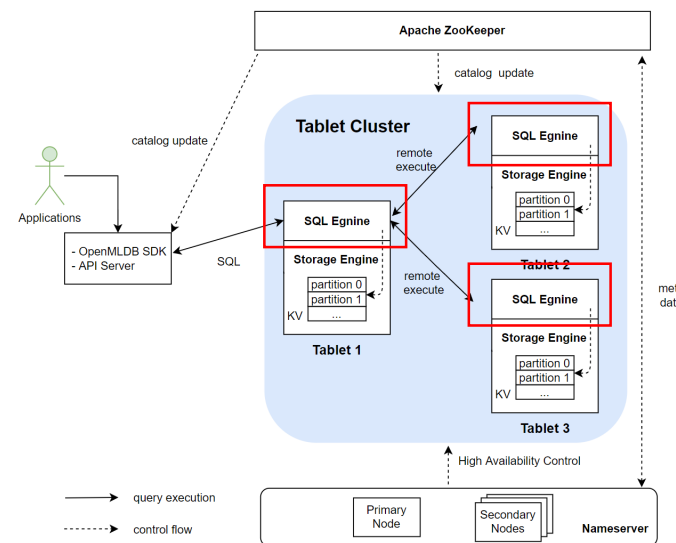 Apache ZooKeeper
catalog update
catalog update
Tablet Cluster
Applications
- OpenMLDB SDK
- API Server
SQL
remote
execute
remote
execute
SQL Egnine
Storage Engine
partition 0
partition 1
...
KV
Tablet 1
SQL Egnine
Storage Engine
partition 0
partition 1
...
KV
Tablet 2
SQL Egnine
Storage Engine
partition 0
partition 1
...
KV
Tablet 3
High Availability Control
query execution
control flow
Primary
Node
Secondary
Nodes
Nameserver